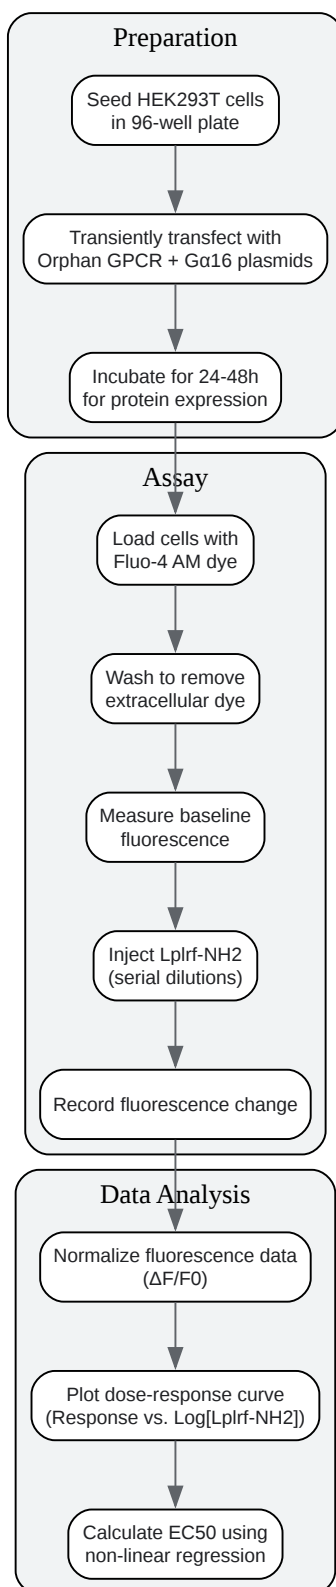 Preparation
Seed HEK293T cells
in 96-well plate
Transiently transfect with
Orphan GPCR + Gα16 plasmids
Incubate for 24-48h
for protein expression
Assay
Load cells with
Fluo-4 AM dye
Wash to remove
extracellular dye
Measure baseline
fluorescence
Inject Lplrf-NH2
(serial dilutions)
Record fluorescence change
Data Analysis
Normalize fluorescence data
(ΔF/F0)
Plot dose-response curve
(Response vs. Log[Lplrf-NH2])
Calculate EC50 using
non-linear regression